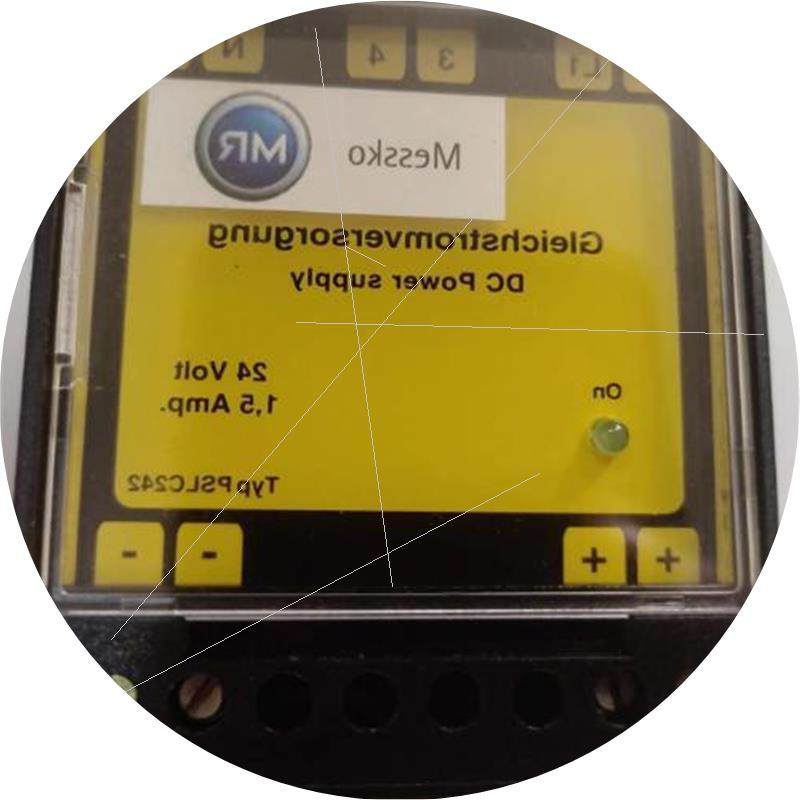 L1 3 4 N
Messko MR
Gleichstromversorgung
DC Power supply
24 Volt
1,5 Amp.
On
Typ PSLC242
+ + - -